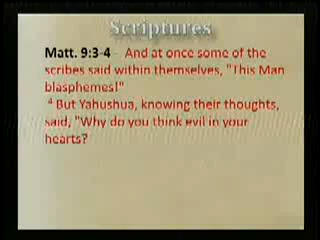 Scriptures
Matt. 9:3-4 - And at once some of the
scribes said within themselves, "This Man
blasphemes!"
4 But Yahushua, knowing their thoughts,
said, "Why do you think evil in your
hearts?